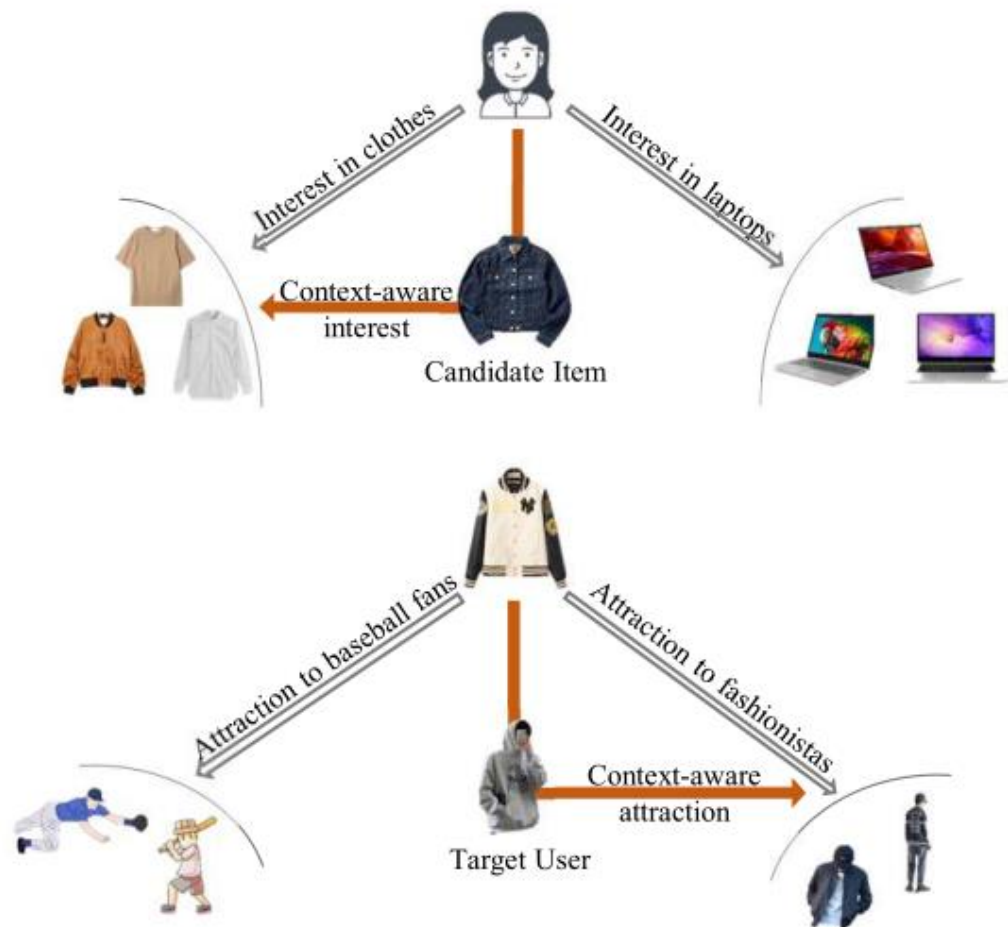 Interest in clothes
Interest in laptops
Context-aware
interest
Candidate Item
NY
Attraction to baseball fans
Attraction to fashionistas
Context-aware
attraction
Target User